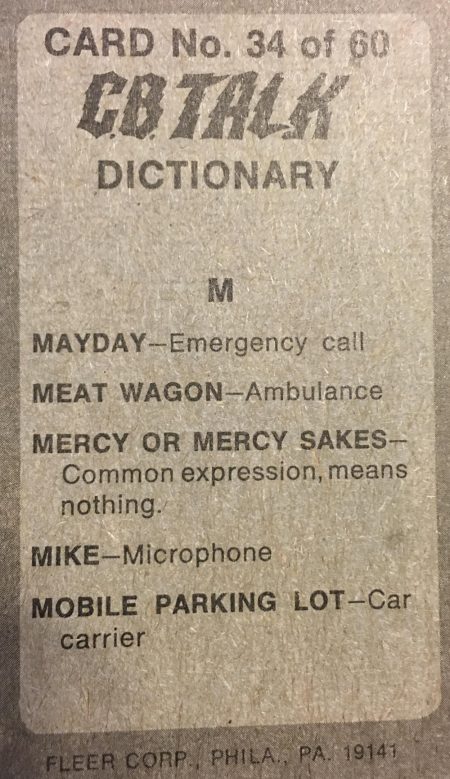 CARD No. 34 of 60
C.B. TALK
DICTIONARY
M
MAYDAY—Emergency call
MEAT WAGON—Ambulance
MERCY OR MERCY SAKES—
Common expression, means
nothing.
MIKE—Microphone
MOBILE PARKING LOT—Car
carrier
FLEER CORP., PHILA., PA. 19141